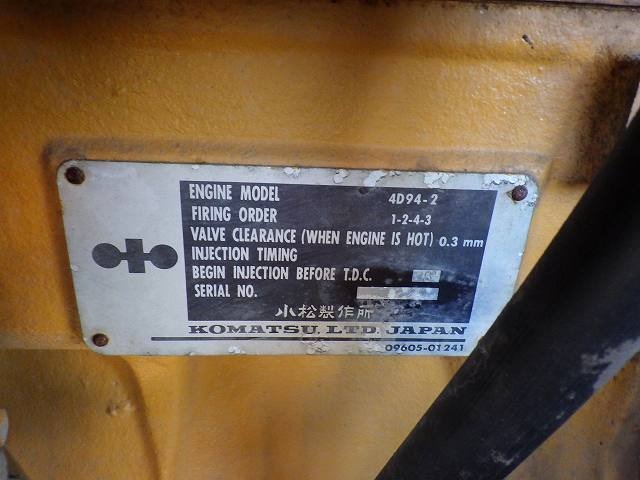 ENGINE MODEL 4D94-2
FIRING ORDER 1-2-4-3
VALVE CLEARANCE (WHEN ENGINE IS HOT) 0.3 mm
INJECTION TIMING
BEGIN INJECTION BEFORE T.D.C.
SERIAL NO.
小松製作所
KOMATSU, LTD. JAPAN
09605-01241